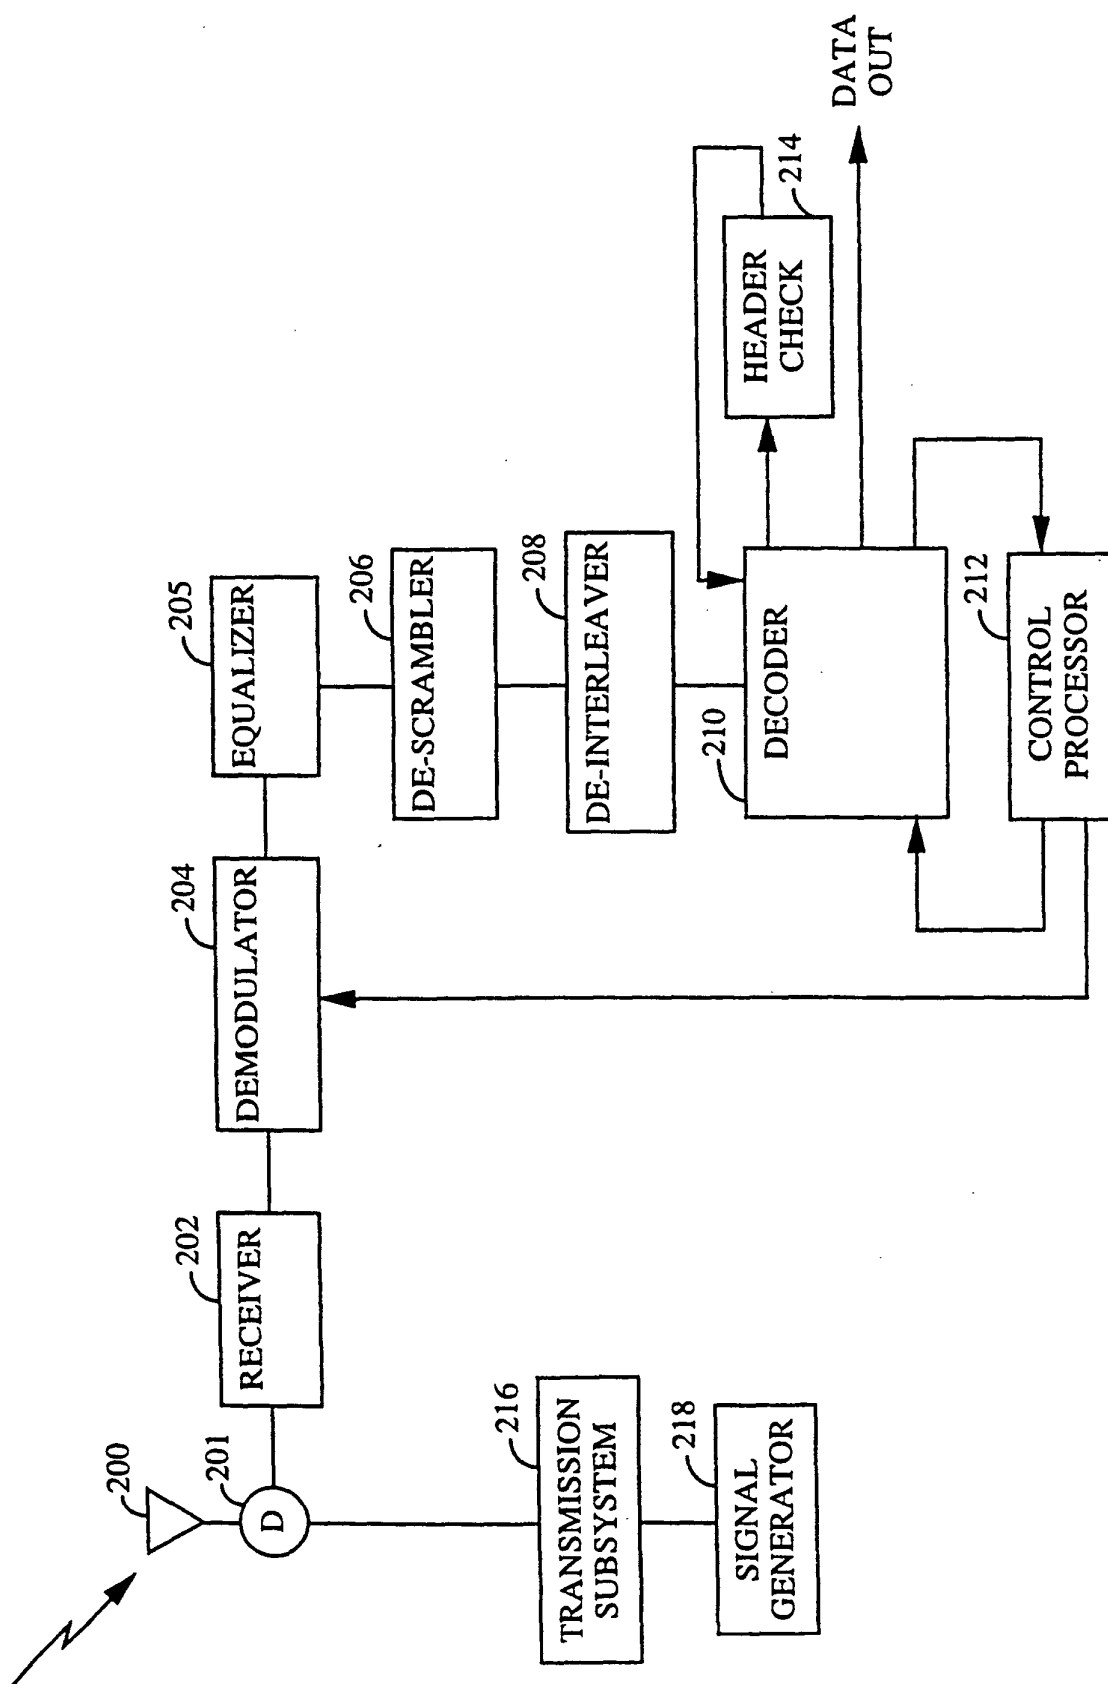 200
201
D
202
RECEIVER
204
DEMODULATOR
205
EQUALIZER
206
DE-SCRAMBLER
208
DE-INTERLEAVER
210
DECODER
214
HEADER
CHECK
DATA
OUT
212
CONTROL
PROCESSOR
216
TRANSMISSION
SUBSYSTEM
218
SIGNAL
GENERATOR